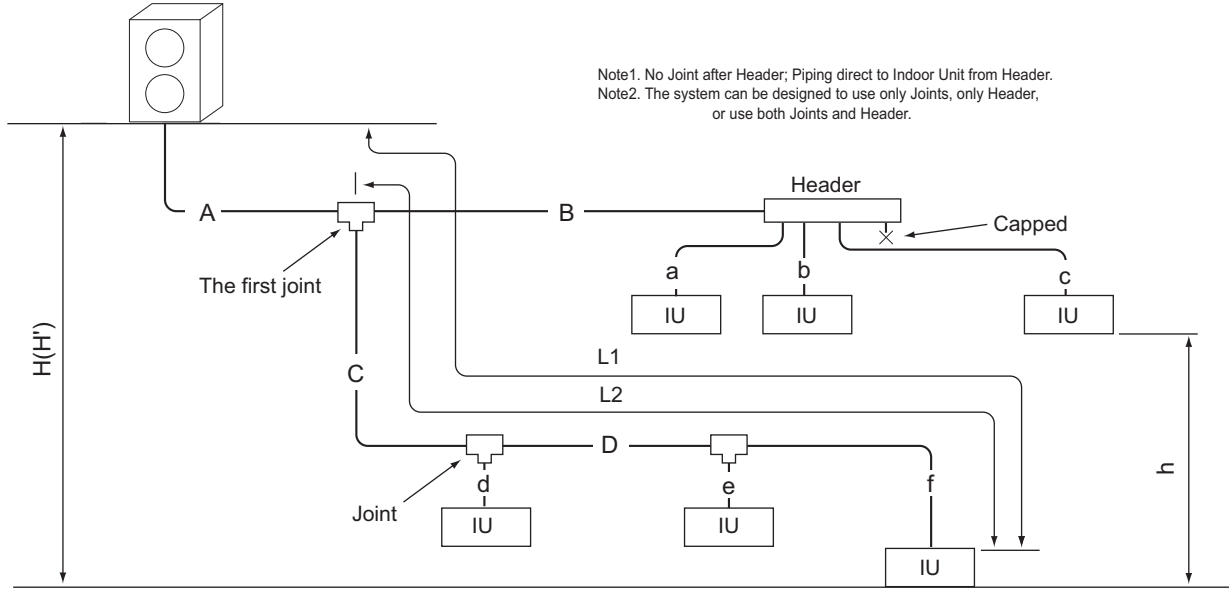 Note1. No Joint after Header; Piping direct to Indoor Unit from Header.
Note2. The system can be designed to use only Joints, only Header,
or use both Joints and Header.
Header
A
B
Capped
The first joint
a
b
c
IU
IU
IU
H(H')
L1
C
L2
D
h
d
e
f
Joint
IU
IU
IU